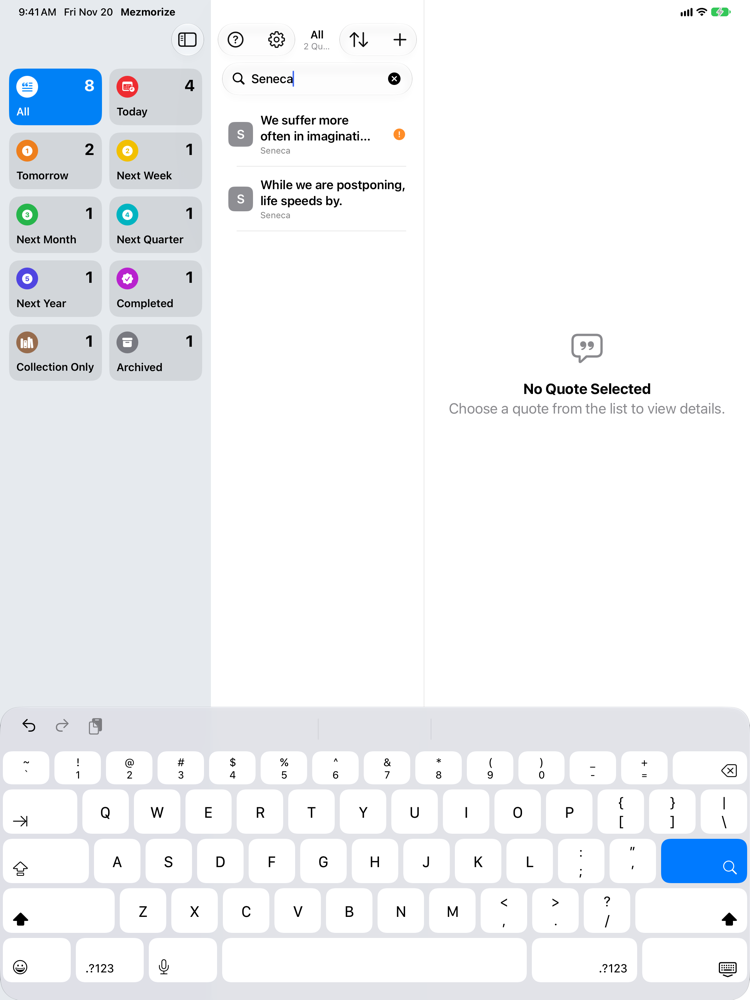 9:41 AM Fri Nov 20 Mezmorize
8
All
4
Today
2
Tomorrow
1
Next Week
1
Next Month
1
Next Quarter
1
Next Year
1
Completed
1
Collection Only
1
Archived
All
2 Qu...
Seneca
S
We suffer more
often in imaginati...
Seneca
S
While we are postponing,
life speeds by.
Seneca
No Quote Selected
Choose a quote from the list to view details.
~ ! @ # $ % ^ & * ( ) _ +
` 1 2 3 4 5 6 7 8 9 0 - =
Q W E R T Y U I O P { } |
[ ] \
A S D F G H J K L : "
; '
Z X C V B N M < > ?
, . /
.?123 .?123